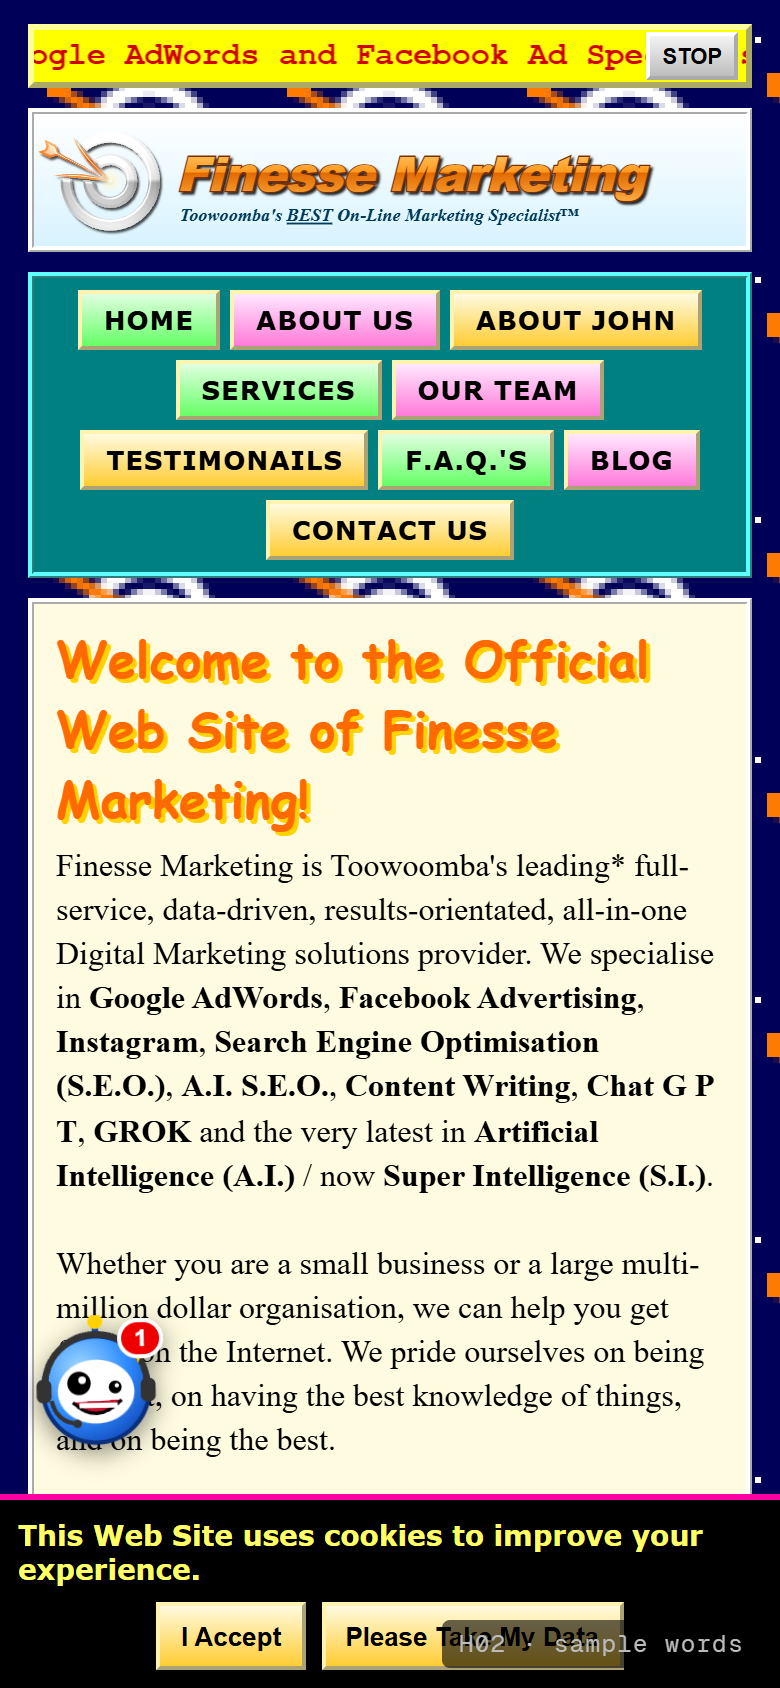 ogle AdWords and Facebook Ad Spe
STOP
Finesse Marketing
Toowoomba's BEST On-Line Marketing Specialist™
HOME
ABOUT US
ABOUT JOHN
SERVICES
OUR TEAM
TESTIMONAILS
F.A.Q.'S
BLOG
CONTACT US
Welcome to the Official
Web Site of Finesse
Marketing!
Finesse Marketing is Toowoomba's leading* full-
service, data-driven, results-orientated, all-in-one
Digital Marketing solutions provider. We specialise
in Google AdWords, Facebook Advertising,
Instagram, Search Engine Optimisation
(S.E.O.), A.I. S.E.O., Content Writing, Chat G P
T, GROK and the very latest in Artificial
Intelligence (A.I.) / now Super Intelligence (S.I.).
Whether you are a small business or a large multi-
million dollar organisation, we can help you get
on the Internet. We pride ourselves on being
, on having the best knowledge of things,
and on being the best.
1
This Web Site uses cookies to improve your
experience.
I Accept
Please Take My Data
H02 · sample words